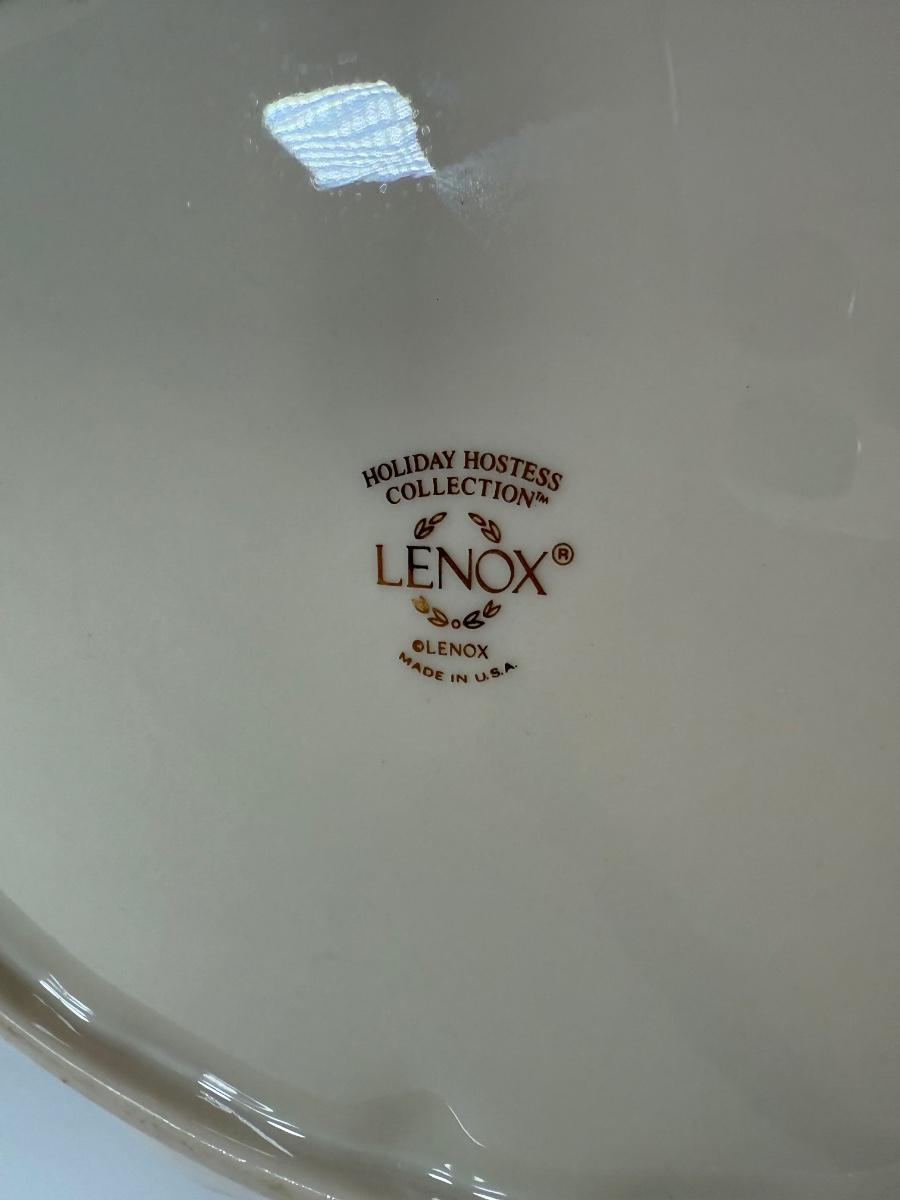 HOLIDAY HOSTESS
COLLECTION™
LENOX®
©LENOX
MADE IN U.S.A.